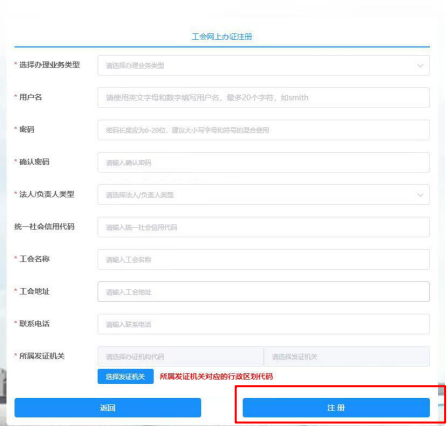 工会网上办证注册
* 选择办理业务类型 请选择办理业务类型
* 用户名 请使用英文字母和数字填写用户名，最多20个字符，如smith
* 密码 密码长度应为8-20位，建议大小写字母和符号的混合使用
* 确认密码 请输入确认密码
* 法人/负责人类型 请选择法人/负责人类型
统一社会信用代码 请输入统一社会信用代码
* 工会名称 请输入工会名称
* 工会地址 请输入工会地址
* 联系电话 请输入联系电话
* 所属发证机关 请选择办证机构代码 请选择发证机关
选择发证机关 所属发证机关对应的行政区划代码
返回 注 册